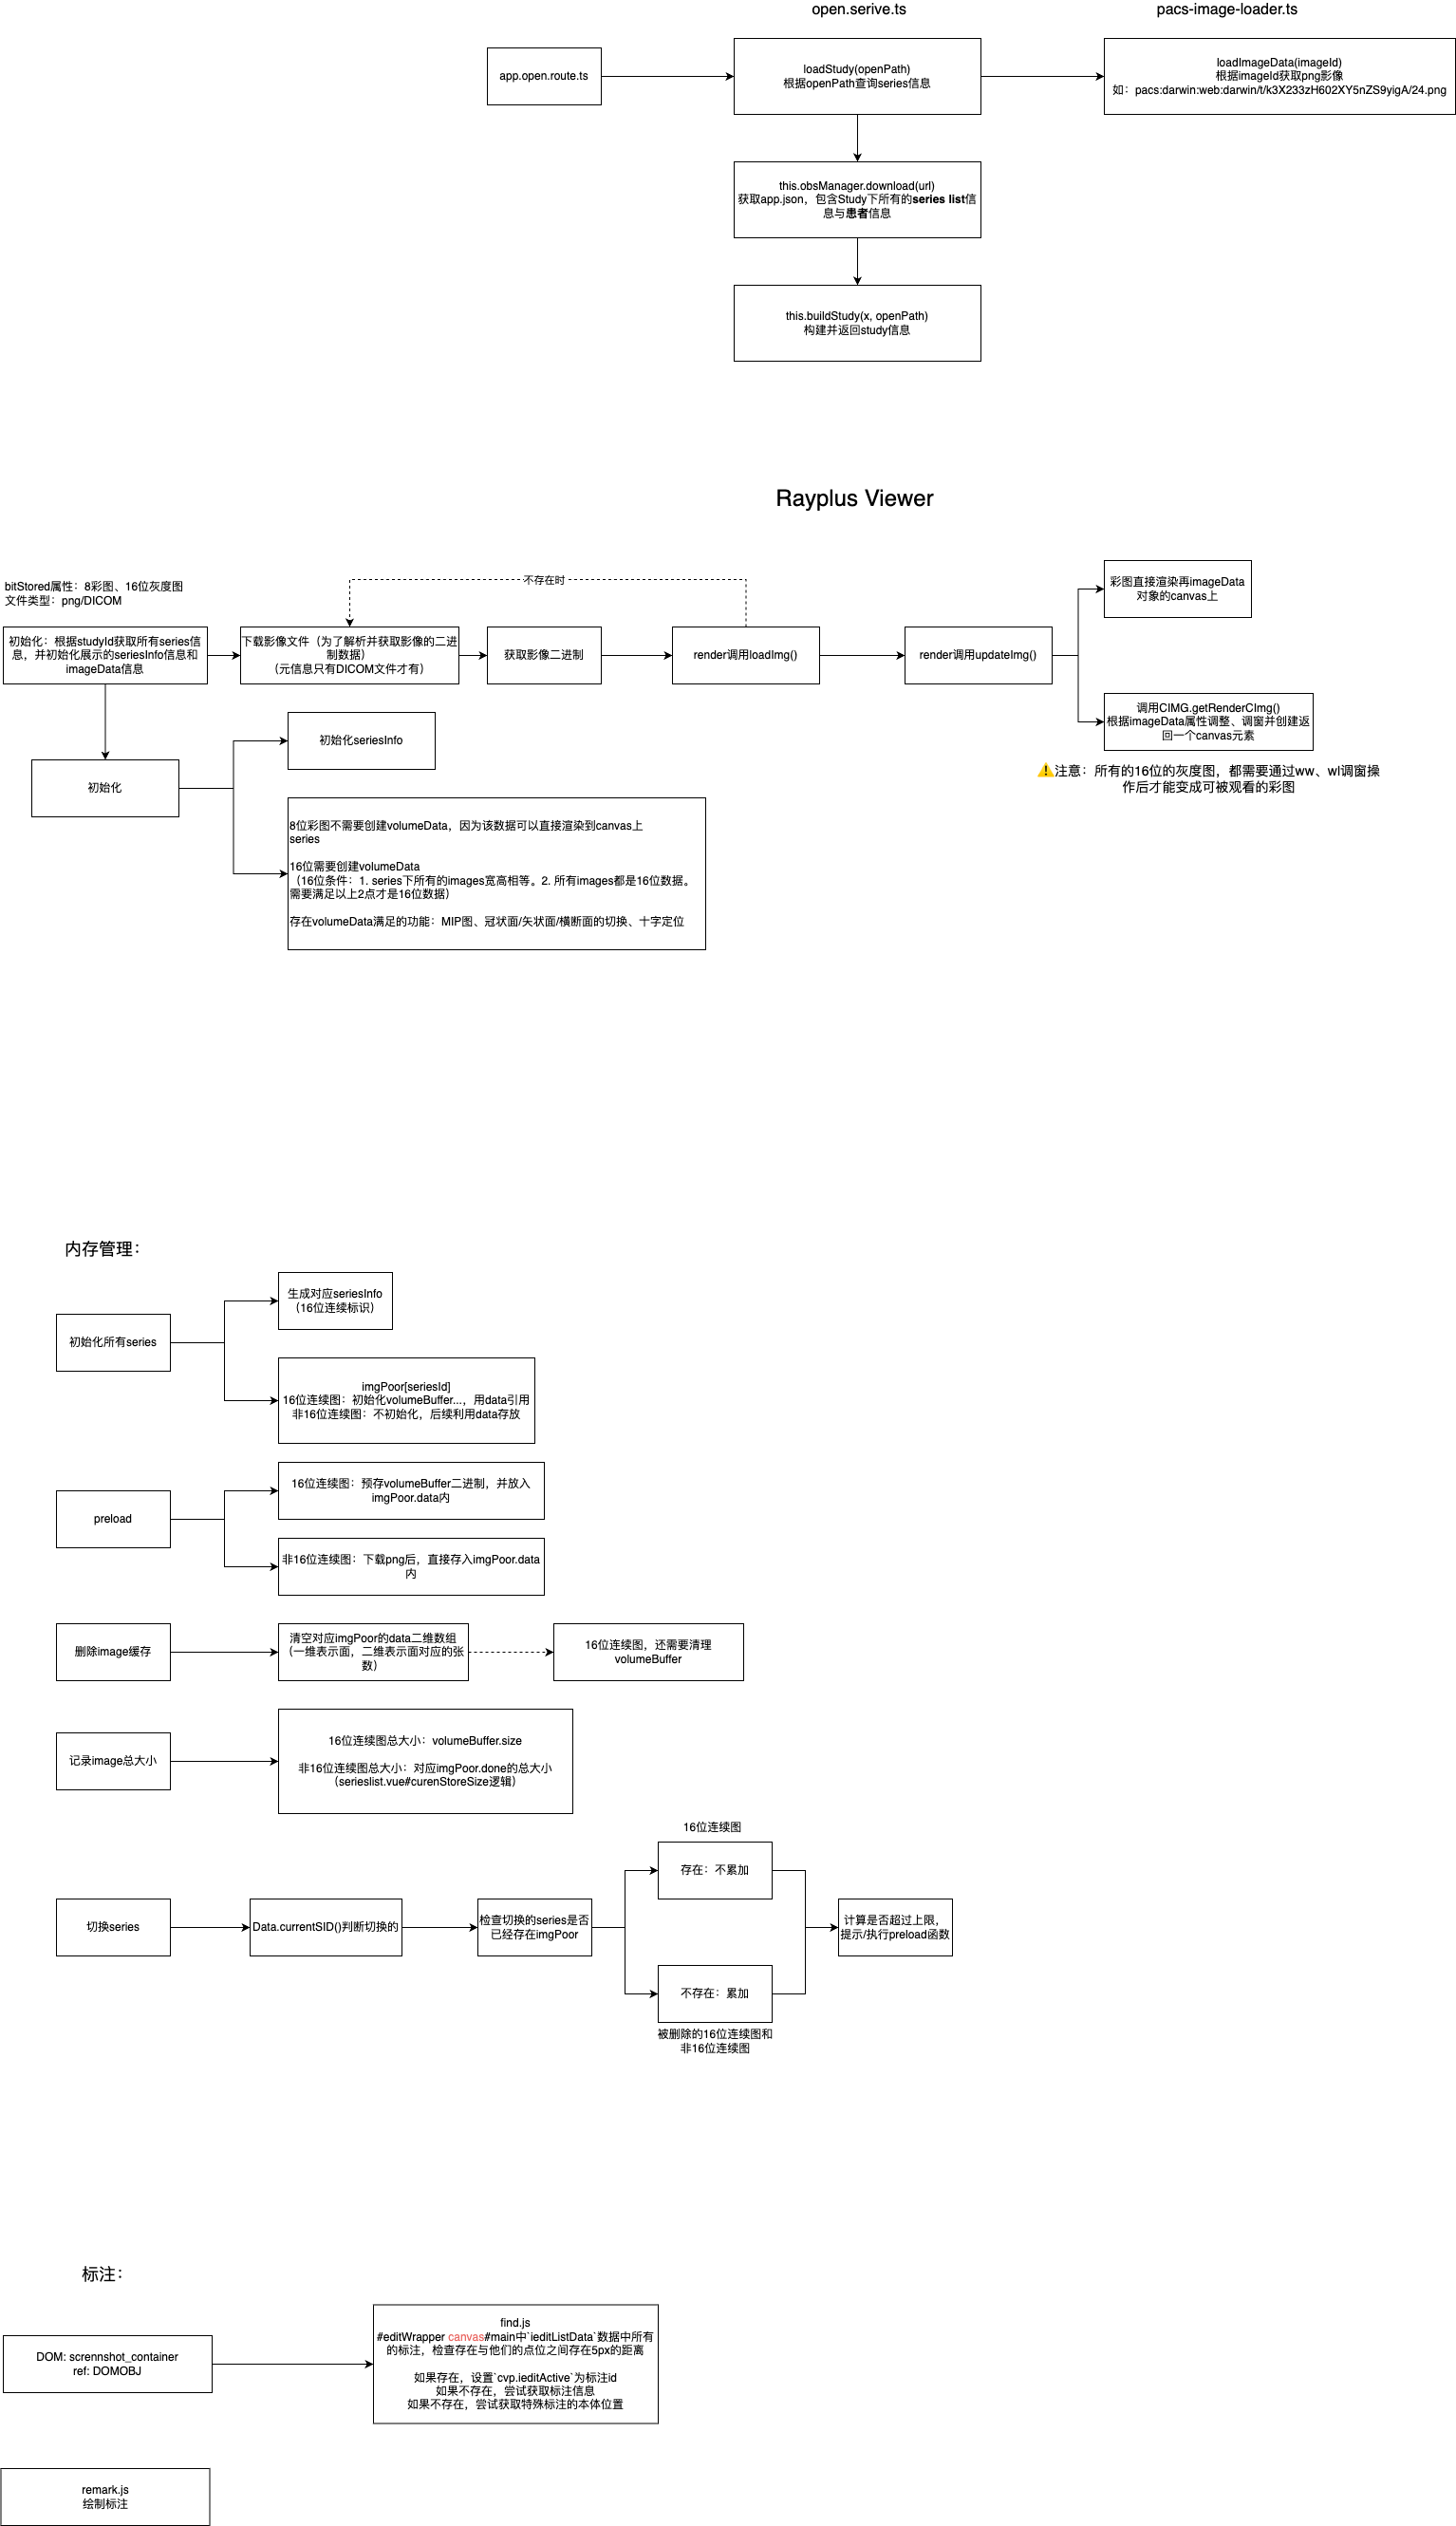 open.serive.ts
pacs-image-loader.ts
app.open.route.ts
loadStudy(openPath)
根据openPath查询series信息
loadImageData(imageId)
根据imageId获取png影像
如：pacs:darwin:web:darwin/t/k3X233zH602XY5nZS9yigA/24.png
this.obsManager.download(url)
获取app.json，包含Study下所有的series list信
息与患者信息
this.buildStudy(x, openPath)
构建并返回study信息
Rayplus Viewer
bitStored属性：8彩图、16位灰度图
文件类型：png/DICOM
不存在时
初始化：根据studyId获取所有series信
息，并初始化展示的seriesInfo信息和
imageData信息
下载影像文件（为了解析并获取影像的二进
制数据）
（元信息只有DICOM文件才有）
获取影像二进制
render调用loadImg()
render调用updateImg()
彩图直接渲染再imageData
对象的canvas上
调用CIMG.getRenderCImg()
根据imageData属性调整、调窗并创建返
回一个canvas元素
⚠️注意：所有的16位的灰度图，都需要通过ww、wl调窗操
作后才能变成可被观看的彩图
初始化
初始化seriesInfo
8位彩图不需要创建volumeData，因为该数据可以直接渲染到canvas上
series
16位需要创建volumeData
（16位条件：1. series下所有的images宽高相等。2. 所有images都是16位数据。
需要满足以上2点才是16位数据）
存在volumeData满足的功能：MIP图、冠状面/矢状面/横断面的切换、十字定位
内存管理：
初始化所有series
生成对应seriesInfo
（16位连续标识）
imgPoor[seriesId]
16位连续图：初始化volumeBuffer...，用data引用
非16位连续图：不初始化，后续利用data存放
preload
16位连续图：预存volumeBuffer二进制，并放入
imgPoor.data内
非16位连续图：下载png后，直接存入imgPoor.data
内
删除image缓存
清空对应imgPoor的data二维数组
（一维表示面，二维表示面对应的张
数）
16位连续图，还需要清理
volumeBuffer
记录image总大小
16位连续图总大小：volumeBuffer.size
非16位连续图总大小：对应imgPoor.done的总大小
（serieslist.vue#curenStoreSize逻辑）
切换series
Data.currentSID()判断切换的
检查切换的series是否
已经存在imgPoor
16位连续图
存在：不累加
不存在：累加
被删除的16位连续图和
非16位连续图
计算是否超过上限，
提示/执行preload函数
标注：
DOM: scrennshot_container
ref: DOMOBJ
find.js
#editWrapper canvas#main中`ieditListData`数据中所有
的标注，检查存在与他们的点位之间存在5px的距离
如果存在，设置`cvp.ieditActive`为标注id
如果不存在，尝试获取标注信息
如果不存在，尝试获取特殊标注的本体位置
remark.js
绘制标注